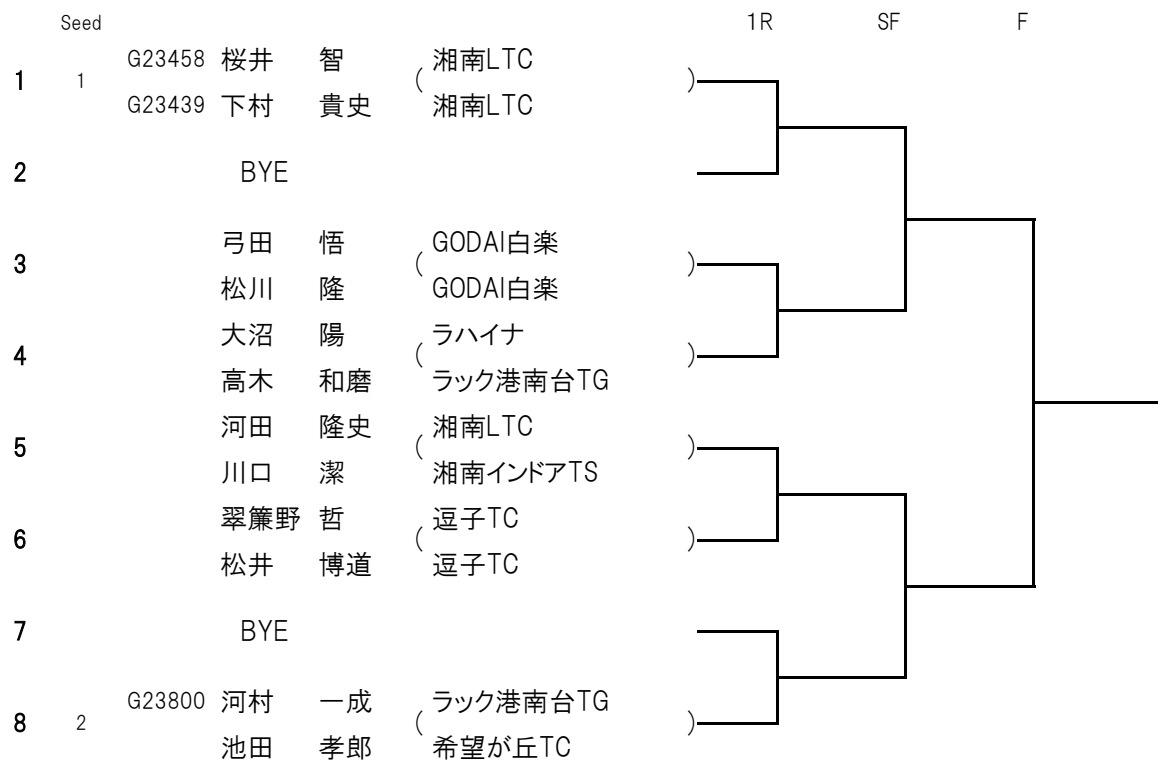 Seed 1R SF F
G23458 桜井 智 湘南LTC
1 1 ( )
G23439 下村 貴史 湘南LTC
2 BYE
弓田 悟 GODAI白楽
3 ( )
松川 隆 GODAI白楽
大沼 陽 ラハイナ
4 ( )
高木 和磨 ラック港南台TG
河田 隆史 湘南LTC
5 ( )
川口 潔 湘南インドアTS
翠簾野 哲 逗子TC
6 ( )
松井 博道 逗子TC
7 BYE
G23800 河村 一成 ラック港南台TG
8 2 ( )
池田 孝郎 希望が丘TC